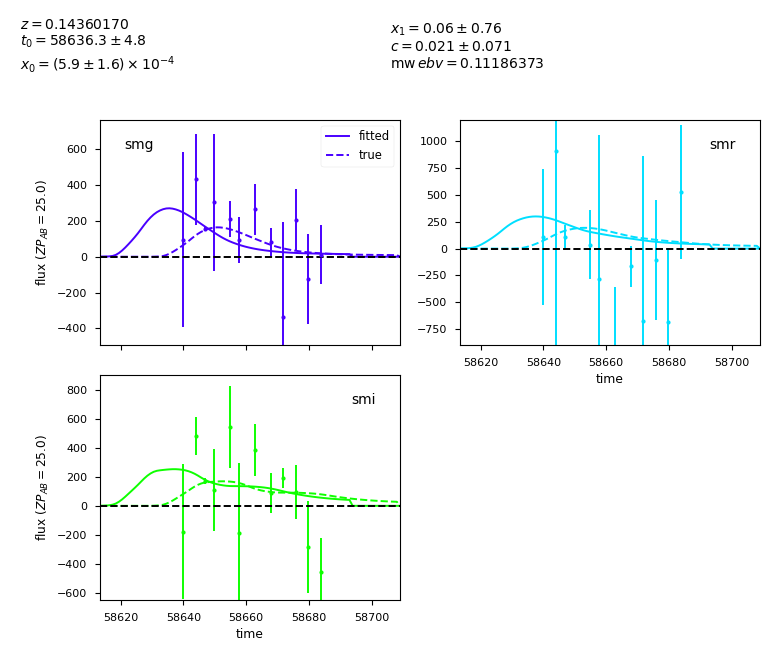 z = 0.14360170
t0 = 58636.3 ± 4.8
x0 = (5.9 ± 1.6) × 10^−4
x1 = 0.06 ± 0.76
c = 0.021 ± 0.071
mw ebv = 0.11186373
smg
fitted
true
600
400
200
0
−200
−400
flux (ZP_AB = 25.0)
smr
1000
750
500
250
0
−250
−500
−750
58620 58640 58660 58680 58700
time
smi
800
600
400
200
0
−200
−400
−600
flux (ZP_AB = 25.0)
58620 58640 58660 58680 58700
time